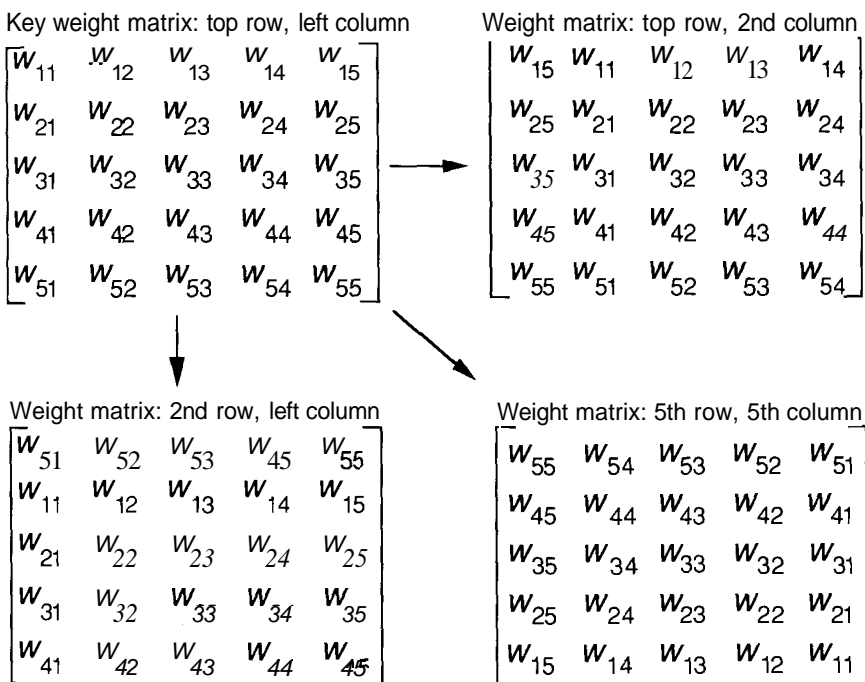 Key weight matrix: top row, left column
w11 w12 w13 w14 w15
w21 w22 w23 w24 w25
w31 w32 w33 w34 w35
w41 w42 w43 w44 w45
w51 w52 w53 w54 w55
Weight matrix: top row, 2nd column
w15 w11 w12 w13 w14
w25 w21 w22 w23 w24
w35 w31 w32 w33 w34
w45 w41 w42 w43 w44
w55 w51 w52 w53 w54
Weight matrix: 2nd row, left column
w51 w52 w53 w45 w55
w11 w12 w13 w14 w15
w21 w22 w23 w24 w25
w31 w32 w33 w34 w35
w41 w42 w43 w44 w45
Weight matrix: 5th row, 5th column
w55 w54 w53 w52 w51
w45 w44 w43 w42 w41
w35 w34 w33 w32 w31
w25 w24 w23 w22 w21
w15 w14 w13 w12 w11